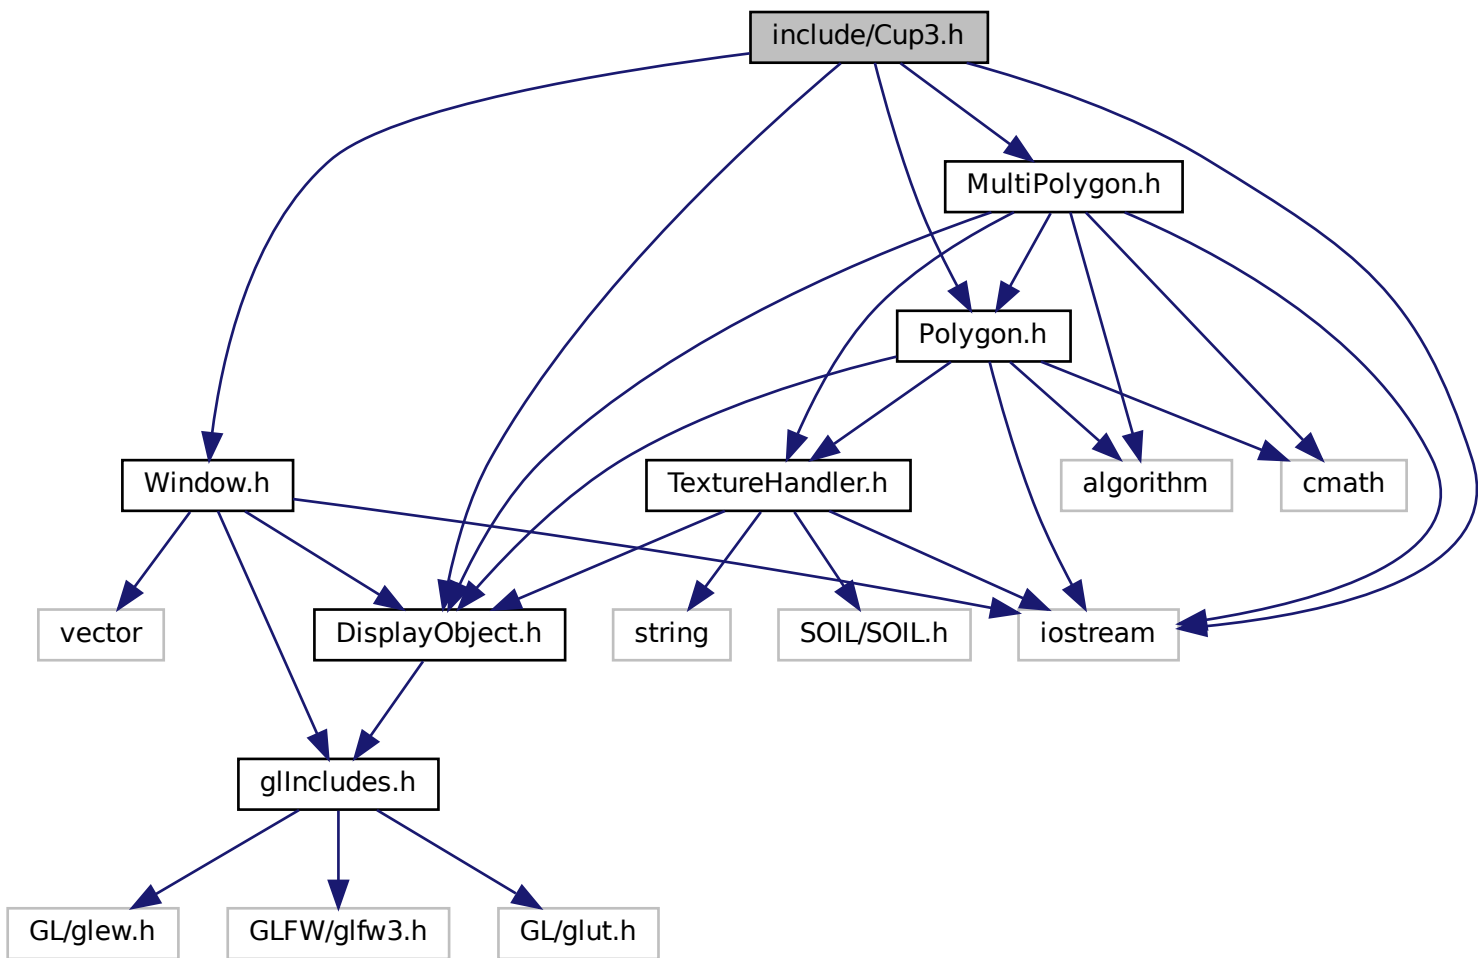 include/Cup3.h
MultiPolygon.h
Polygon.h
Window.h
TextureHandler.h
algorithm
cmath
vector
DisplayObject.h
string
SOIL/SOIL.h
iostream
glIncludes.h
GL/glew.h
GLFW/glfw3.h
GL/glut.h